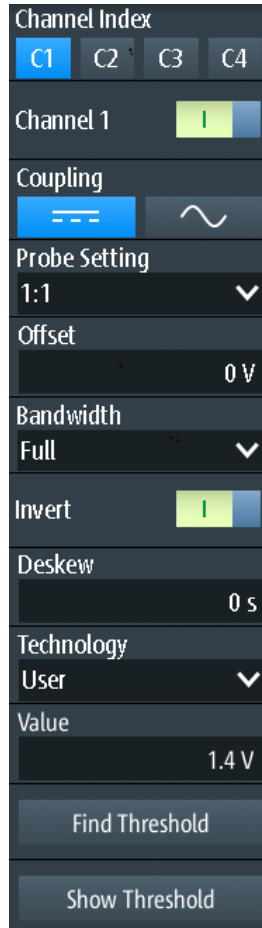 Channel Index
C1 C2 C3 C4
Channel 1 I
Coupling
Probe Setting
1:1
Offset
0 V
Bandwidth
Full
Invert I
Deskew
0 s
Technology
User
Value
1.4 V
Find Threshold
Show Threshold